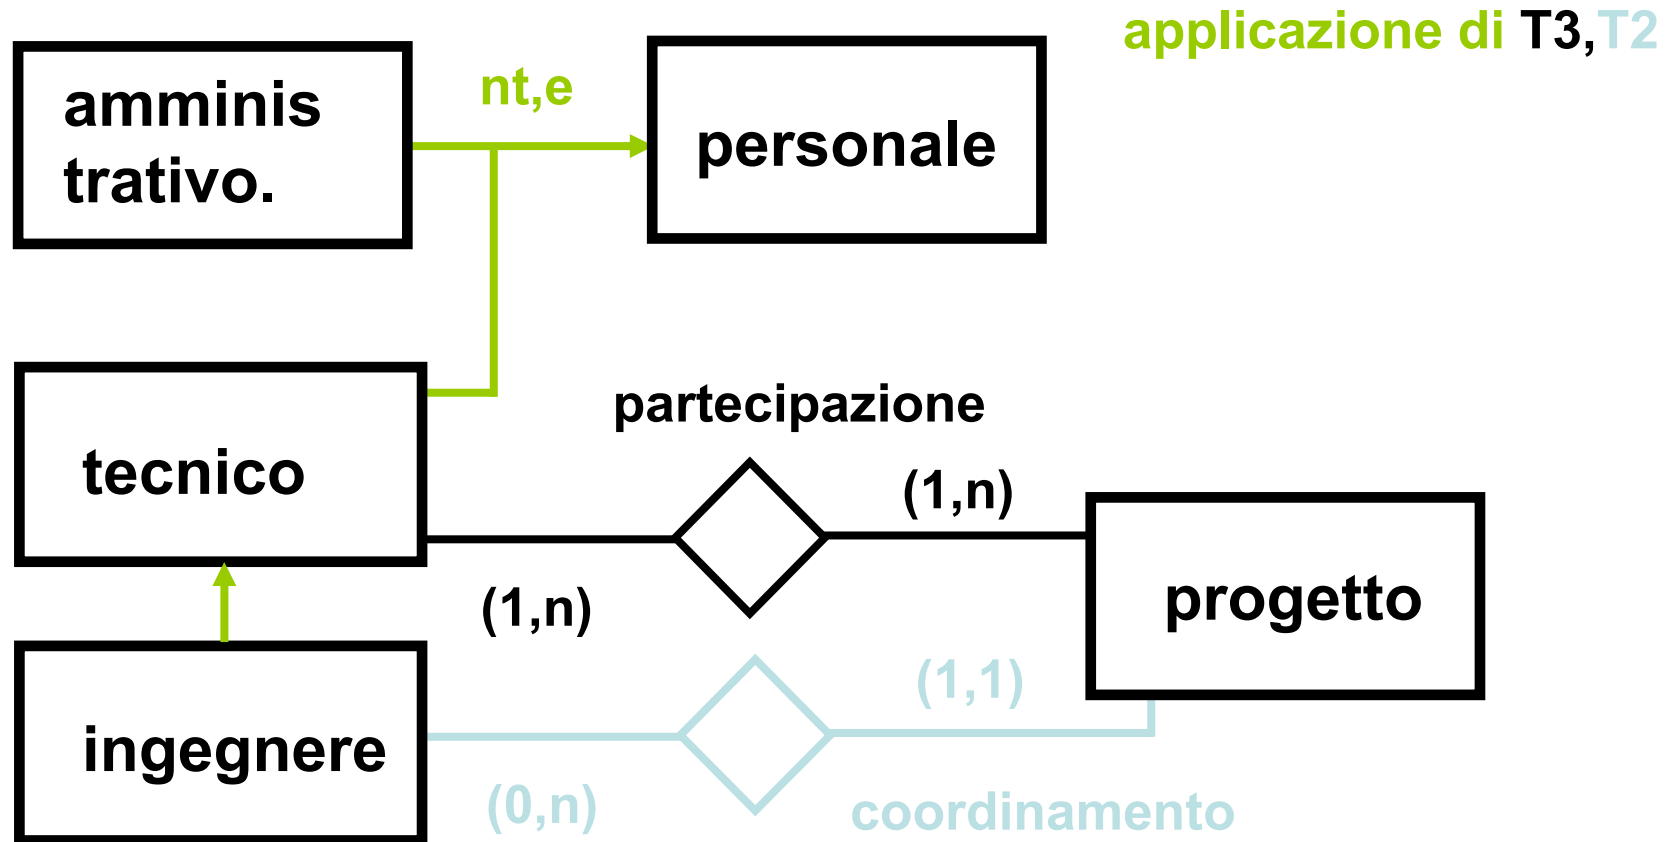 applicazione di T3,T2
amminis
trativo.
nt,e
personale
tecnico
partecipazione
(1,n)
(1,n)
progetto
ingegnere
(1,1)
(0,n)
coordinamento